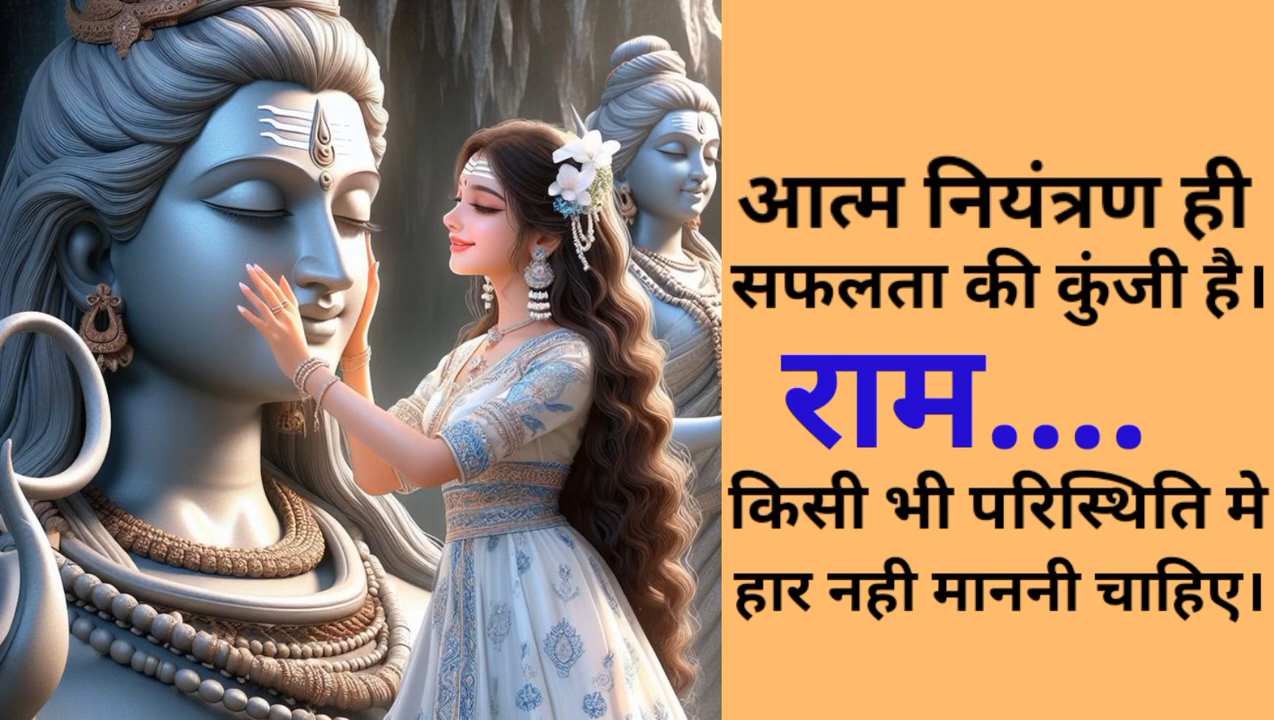 आत्म नियंत्रण ही
सफलता की कुंजी है।
राम....
किसी भी परिस्थिति मे
हार नही माननी चाहिए।